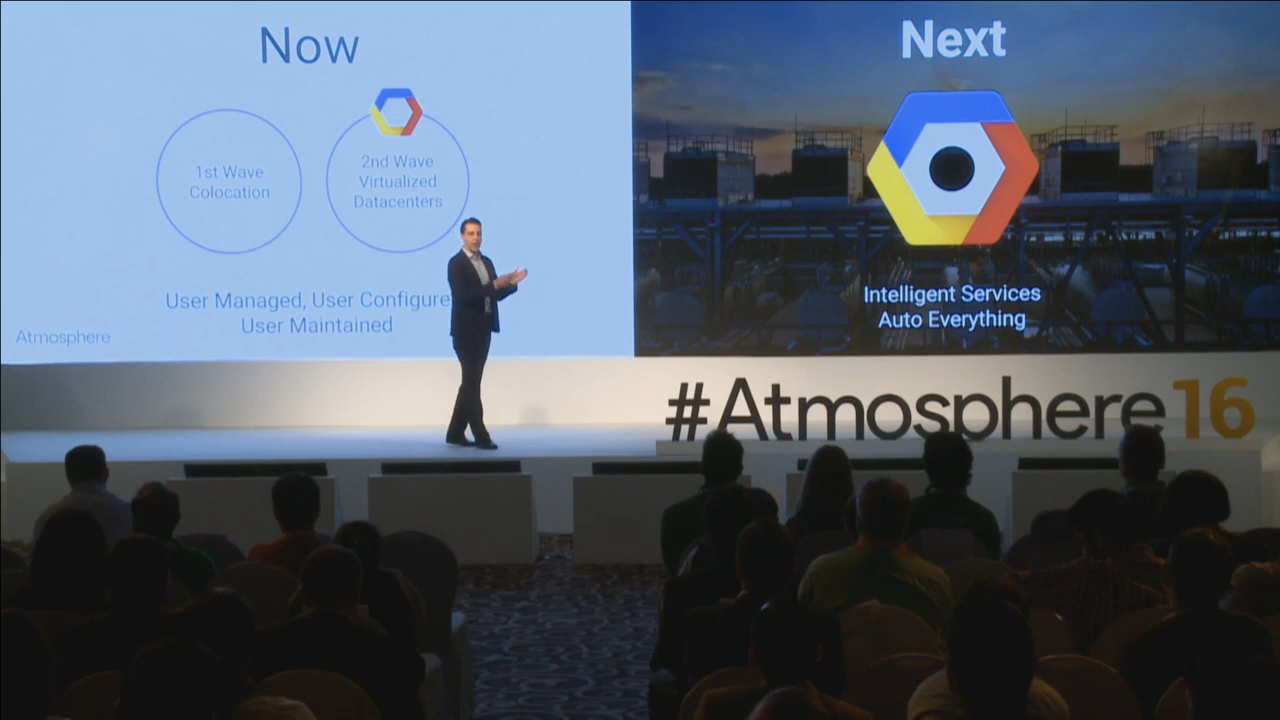 Now
1st Wave
Colocation
2nd Wave
Virtualized
Datacenters
User Managed, User Configure
User Maintained
Atmosphere
Next
Intelligent Services
Auto Everything
#Atmosphere16